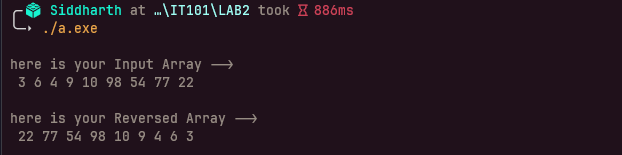 Siddharth at …\IT101\LAB2 took 886ms
./a.exe
here is your Input Array -->
3 6 4 9 10 98 54 77 22
here is your Reversed Array -->
22 77 54 98 10 9 4 6 3